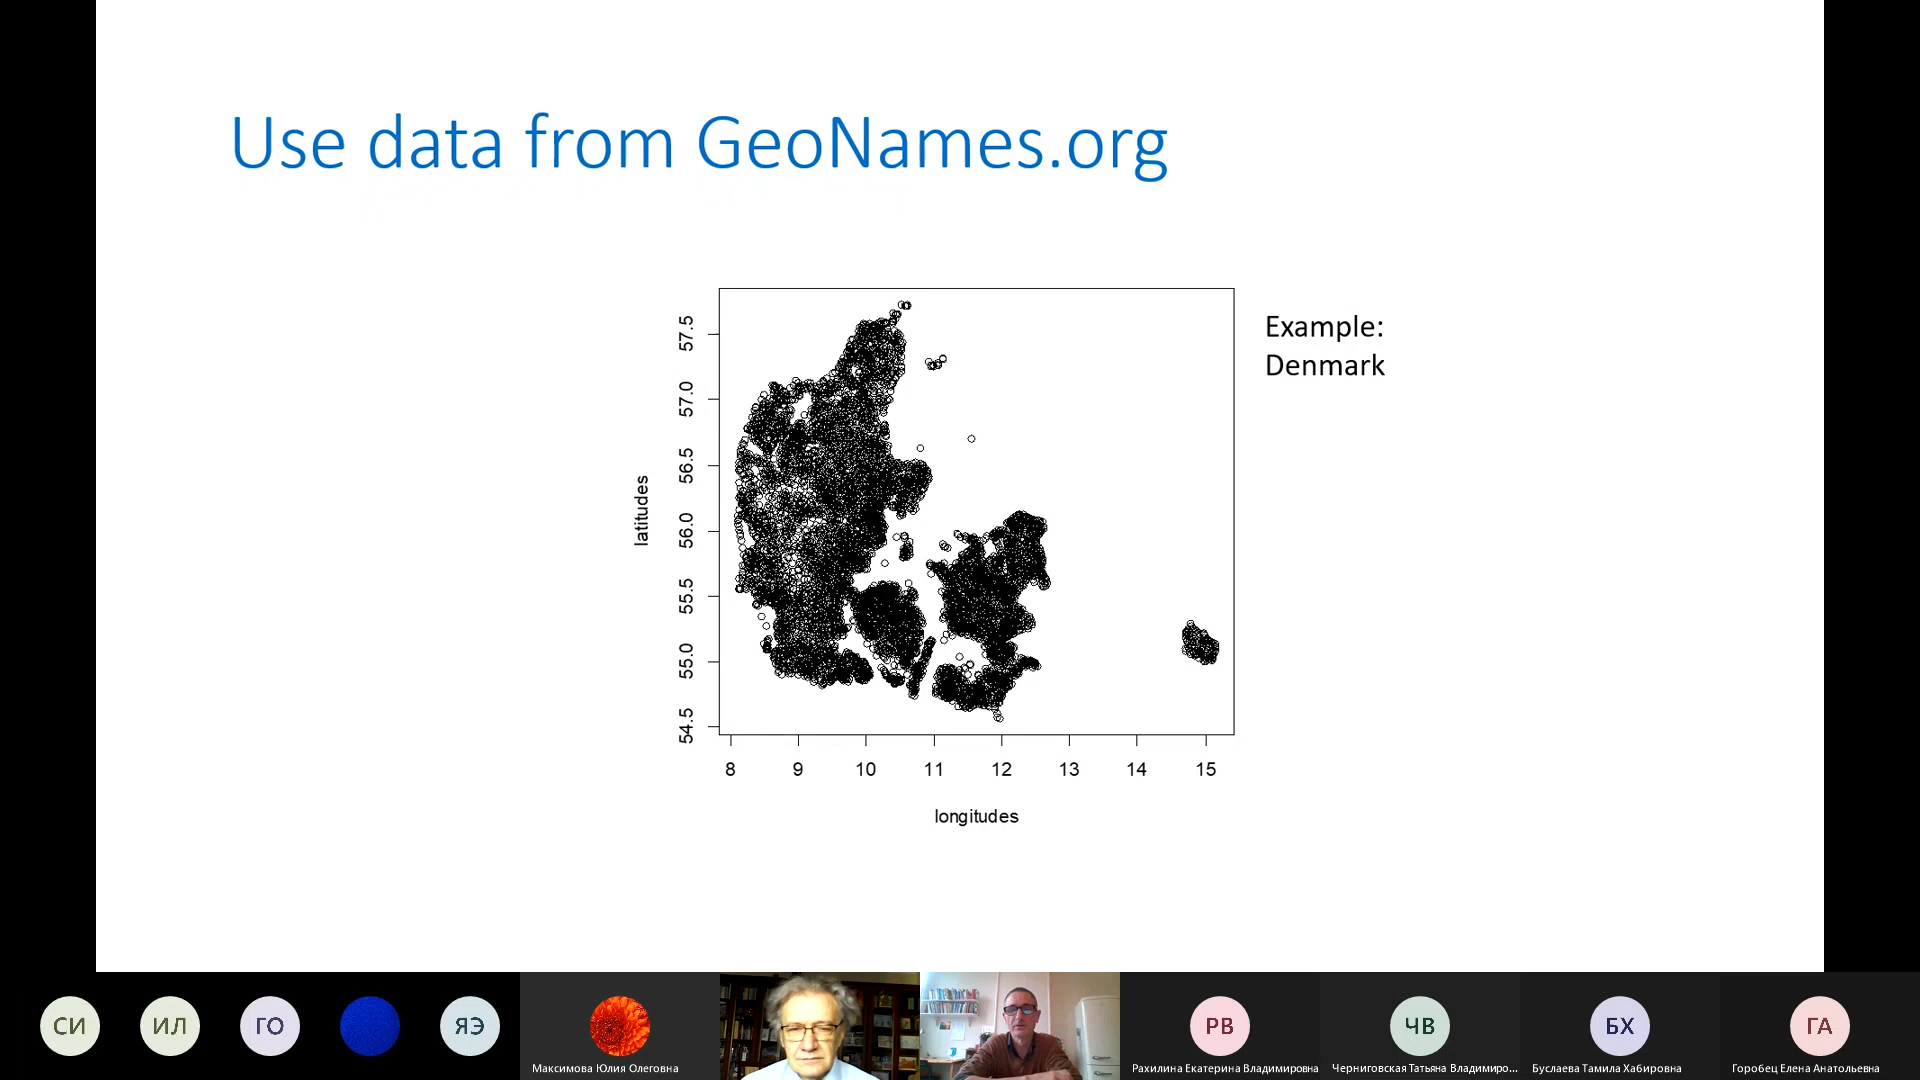 Use data from GeoNames.org
Example:
Denmark
latitudes
57.5
57.0
56.5
56.0
55.5
55.0
54.5
8 9 10 11 12 13 14 15
longitudes
СИ ИЛ ГО ЯЭ РВ ЧВ БХ ГА
Максимова Юлия Олеговна Рахилина Екатерина Владимировна Черниговская Татьяна Владимиро... Буслаева Тамила Хабировна Горобец Елена Анатольевна